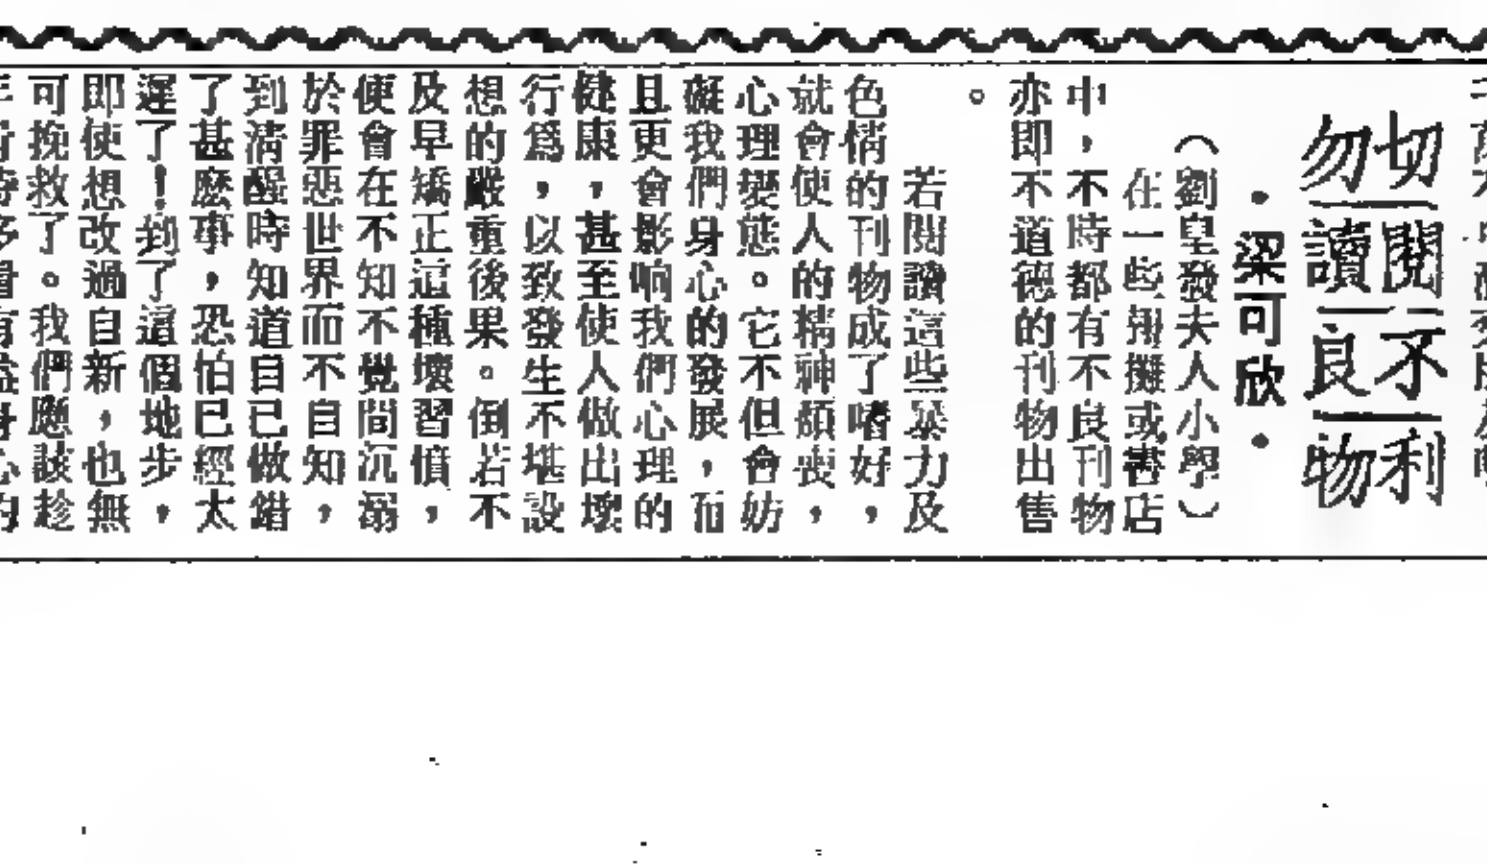 切勿
閱讀
不良
利物
・梁可欣・
（劉皇發夫人小學）
在一些報攤或書店
中，不時都有不良刊物
亦即不道德的刊物出售
。
若閱讀這些暴力及
色情的刊物成了嗜好，
就會使人的精神頹喪，
心理變態。它不但會妨
礙我們身心的發展，而
且更會影响我們心理的
健康，甚至使人做出壞
行爲，以致發生不堪設
想的嚴重後果。倒若不
及早矯正這種壞習慣，
便會在不知不覺間沉溺
於罪惡世界而不自知，
到清醒時知道自己做錯
了甚麽事，恐怕已經太
遲了！到了這個地步，
即使想改過自新，也無
可挽救了。我們應該趁